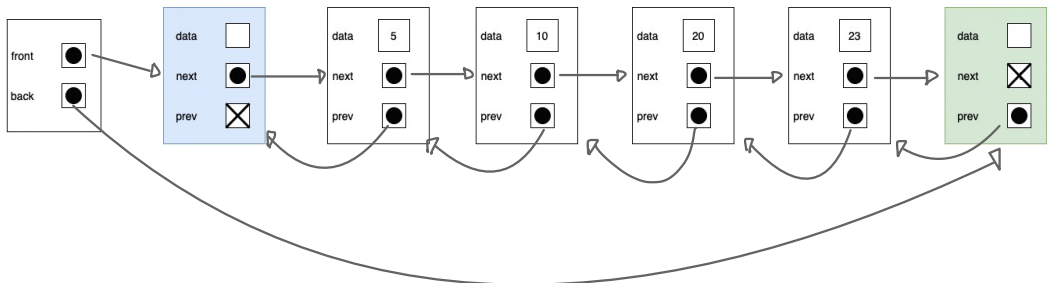 front
back
data
next
prev
data 5
next
prev
data 10
next
prev
data 20
next
prev
data 23
next
prev
data
next
prev